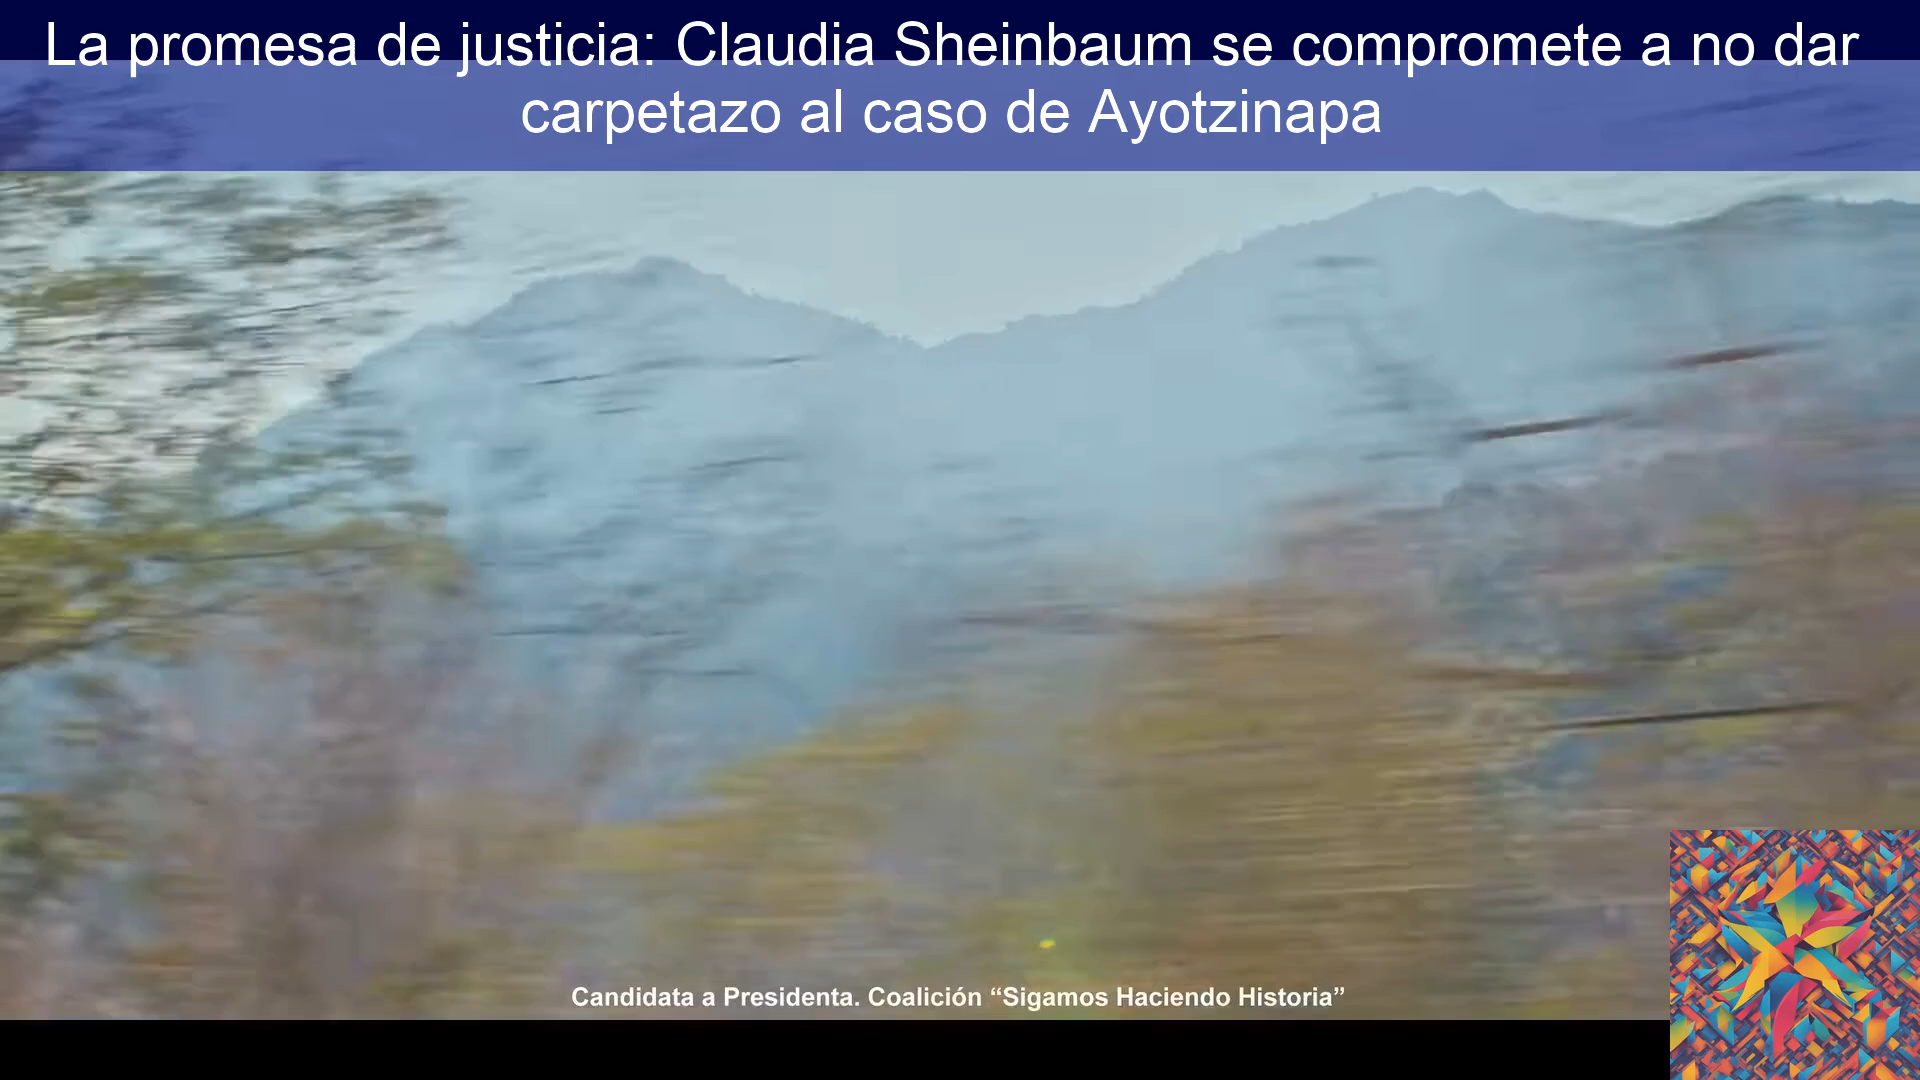 La promesa de justicia: Claudia Sheinbaum se compromete a no dar
carpetazo al caso de Ayotzinapa
Candidata a Presidenta. Coalición “Sigamos Haciendo Historia”